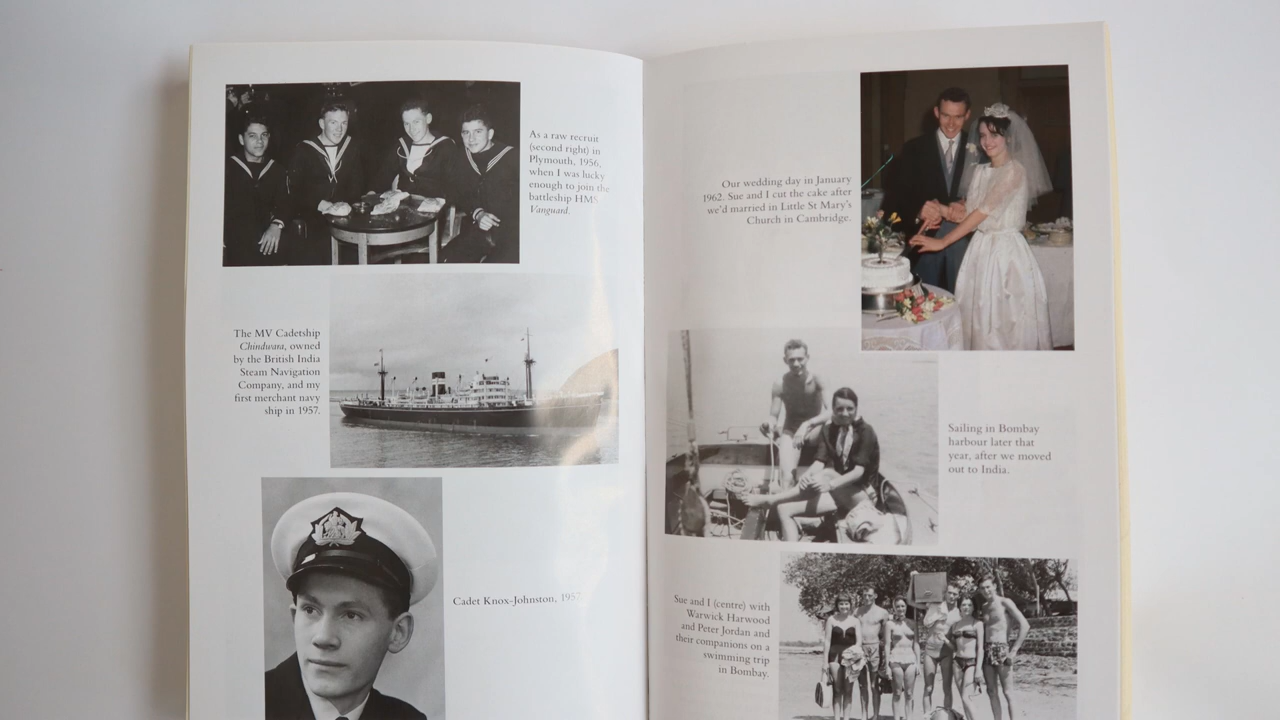 As a raw recruit
(second right) in
Plymouth, 1956,
when I was lucky
enough to join the
battleship HMS
Vanguard.
The MV Cadetship
Chindwara, owned
by the British India
Steam Navigation
Company, and my
first merchant navy
ship in 1957.
Cadet Knox-Johnston, 1957.
Our wedding day in January
1962. Sue and I cut the cake after
we'd married in Little St Mary's
Church in Cambridge.
Sailing in Bombay
harbour later that
year, after we moved
out to India.
Sue and I (centre) with
Warwick Harwood
and Peter Jordan and
their companions on a
swimming trip
in Bombay.